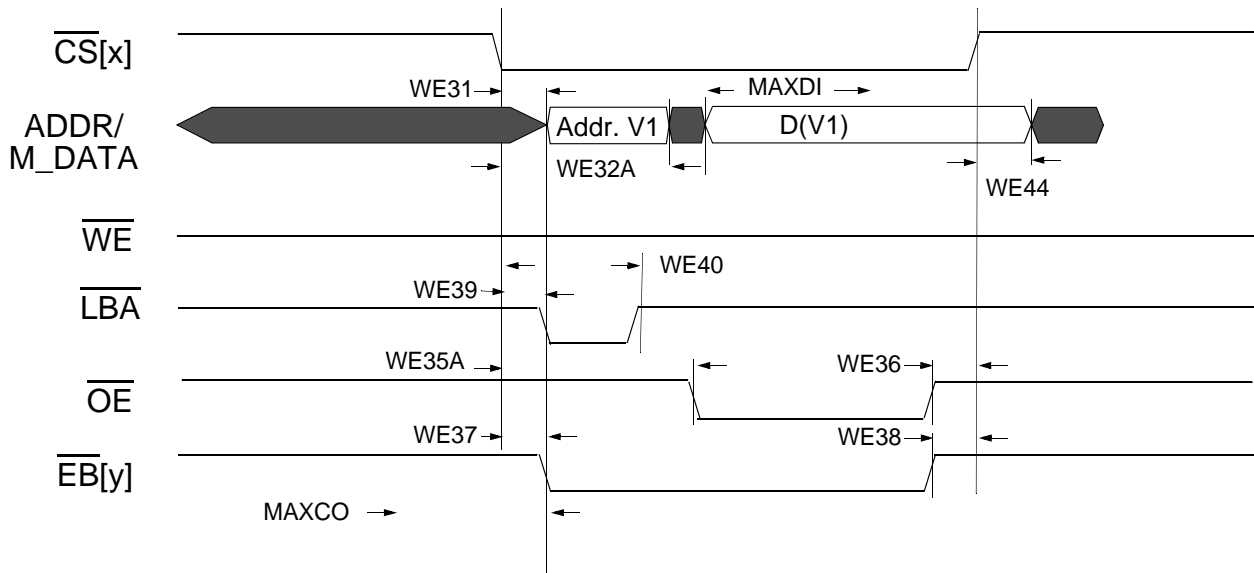 CS[x]
WE31
MAXDI
ADDR/
M_DATA
Addr. V1
D(V1)
WE32A
WE44
WE
WE40
WE39
LBA
WE35A
WE36
OE
WE37
WE38
EB[y]
MAXCO